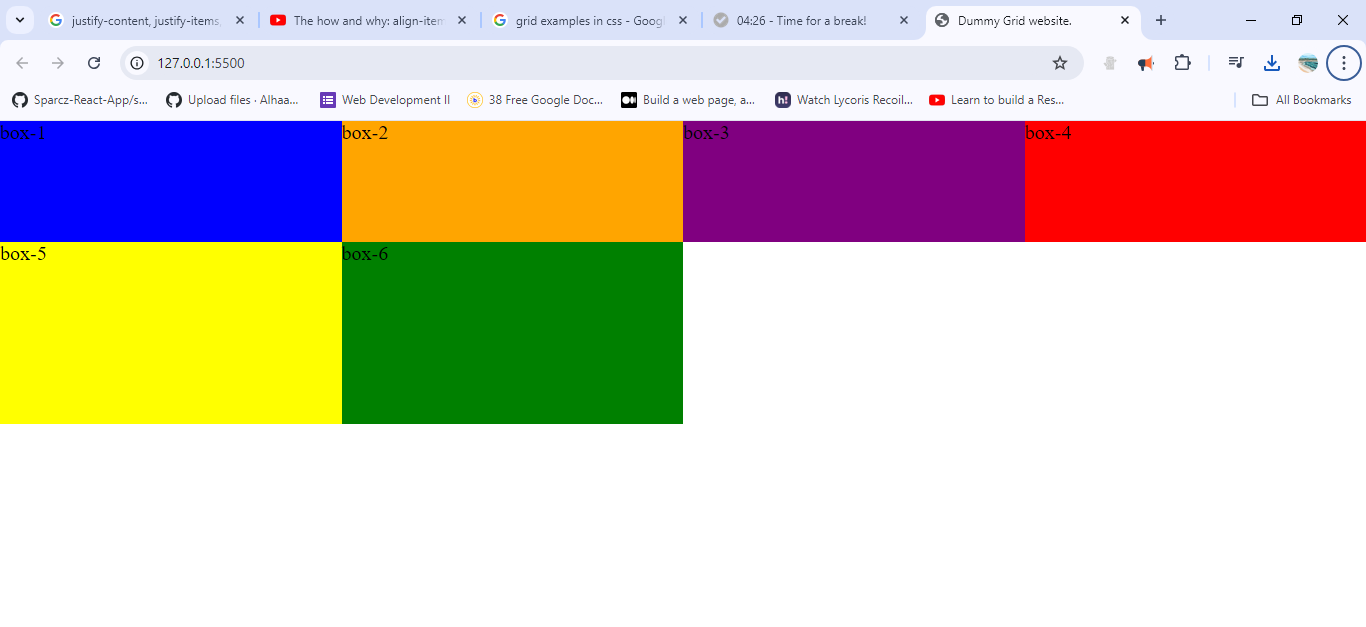 justify-content, justify-items,
The how and why: align-item
grid examples in css - Googl
04:26 - Time for a break!
Dummy Grid website.
127.0.0.1:5500
Sparcz-React-App/s...
Upload files · Alhaa...
Web Development II
38 Free Google Doc...
Build a web page, a...
h!
Watch Lycoris Recoil...
Learn to build a Res...
All Bookmarks
box-1
box-2
box-3
box-4
box-5
box-6